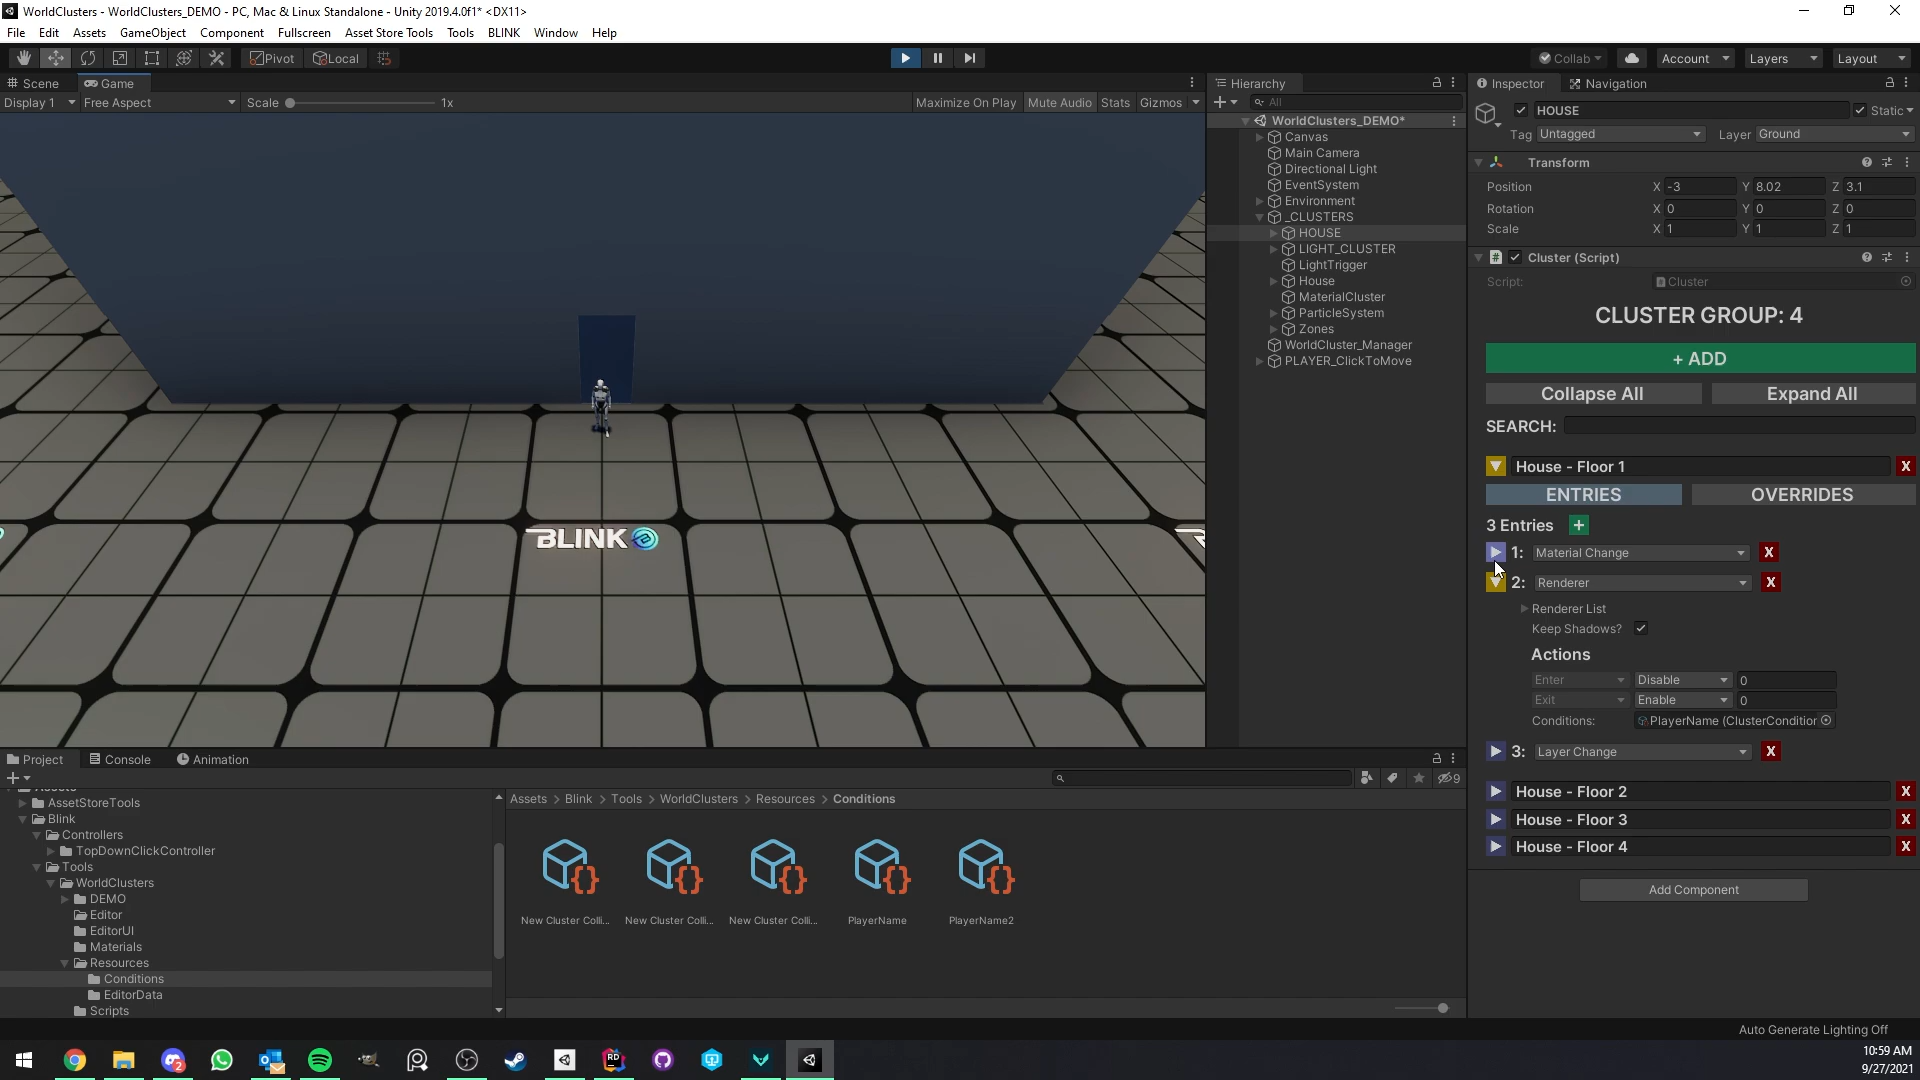 WorldClusters - WorldClusters_DEMO - PC, Mac & Linux Standalone - Unity 2019.4.0f1* <DX11>
File Edit Assets GameObject Component Fullscreen Asset Store Tools Tools BLINK Window Help
Pivot Local Collab Account Layers Layout
Scene Game
Display 1 Free Aspect Scale 1x Maximize On Play Mute Audio Stats Gizmos
BLINK
Hierarchy
All
WorldClusters_DEMO*
Canvas
Main Camera
Directional Light
EventSystem
Environment
_CLUSTERS
HOUSE
LIGHT_CLUSTER
LightTrigger
House
MaterialCluster
ParticleSystem
Zones
WorldCluster_Manager
PLAYER_ClickToMove
Inspector Navigation
HOUSE Static
Tag Untagged Layer Ground
Transform
Position X -3 Y 8.02 Z 3.1
Rotation X 0 Y 0 Z 0
Scale X 1 Y 1 Z 1
# Cluster (Script)
Script: Cluster
CLUSTER GROUP: 4
+ ADD
Collapse All Expand All
SEARCH:
House - Floor 1 X
ENTRIES OVERRIDES
3 Entries +
1: Material Change X
2: Renderer X
Renderer List
Keep Shadows?
Actions
Enter Disable 0
Exit Enable 0
Conditions: PlayerName (ClusterCondition
3: Layer Change X
House - Floor 2 X
House - Floor 3 X
House - Floor 4 X
Add Component
Project Console Animation
9
AssetStoreTools
Blink
Controllers
TopDownClickController
Tools
WorldClusters
DEMO
Editor
EditorUI
Materials
Resources
Conditions
EditorData
Scripts
Assets > Blink > Tools > WorldClusters > Resources > Conditions
New Cluster Colli... New Cluster Colli... New Cluster Colli... PlayerName PlayerName2
Auto Generate Lighting Off
10:59 AM
9/27/2021